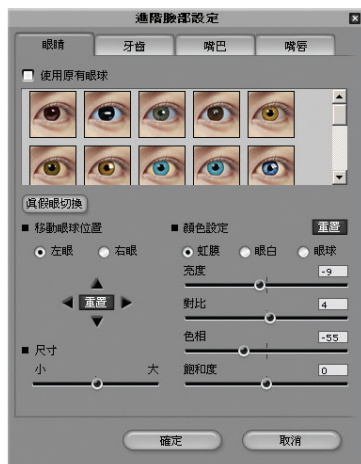 進階臉部設定
眼睛 牙齒 嘴巴 嘴唇
使用原有眼球
真假眼切換
移動眼球位置
左眼 右眼
重置
尺寸
小 大
顏色設定 重置
虹膜 眼白 眼球
亮度 -9
對比 4
色相 -55
飽和度 0
確定 取消